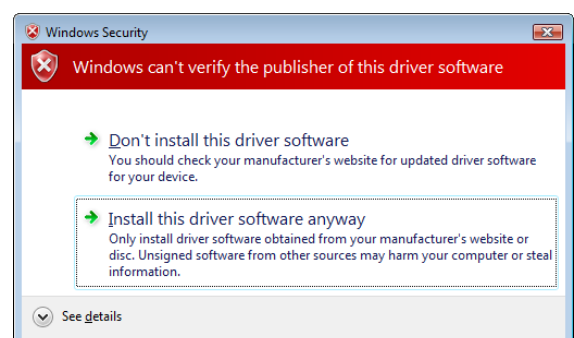 Windows Security
Windows can't verify the publisher of this driver software
Don't install this driver software
You should check your manufacturer's website for updated driver software
for your device.
Install this driver software anyway
Only install driver software obtained from your manufacturer's website or
disc. Unsigned software from other sources may harm your computer or steal
information.
See details